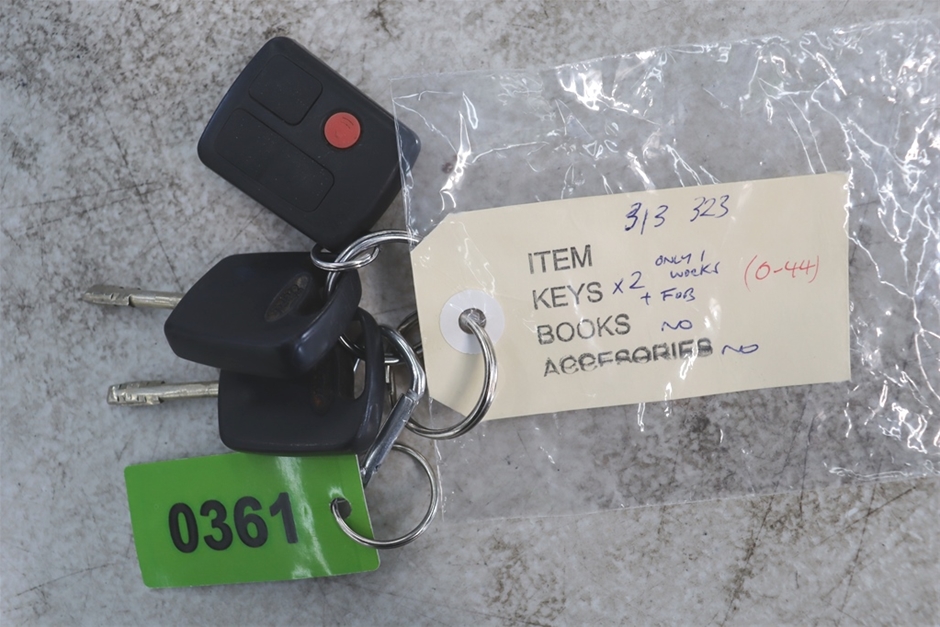 313 323
ITEM
KEYS x2 ONLY 1
WORKS
+ FOB
(0-44)
BOOKS NO
ACCESSORIES NO
0361